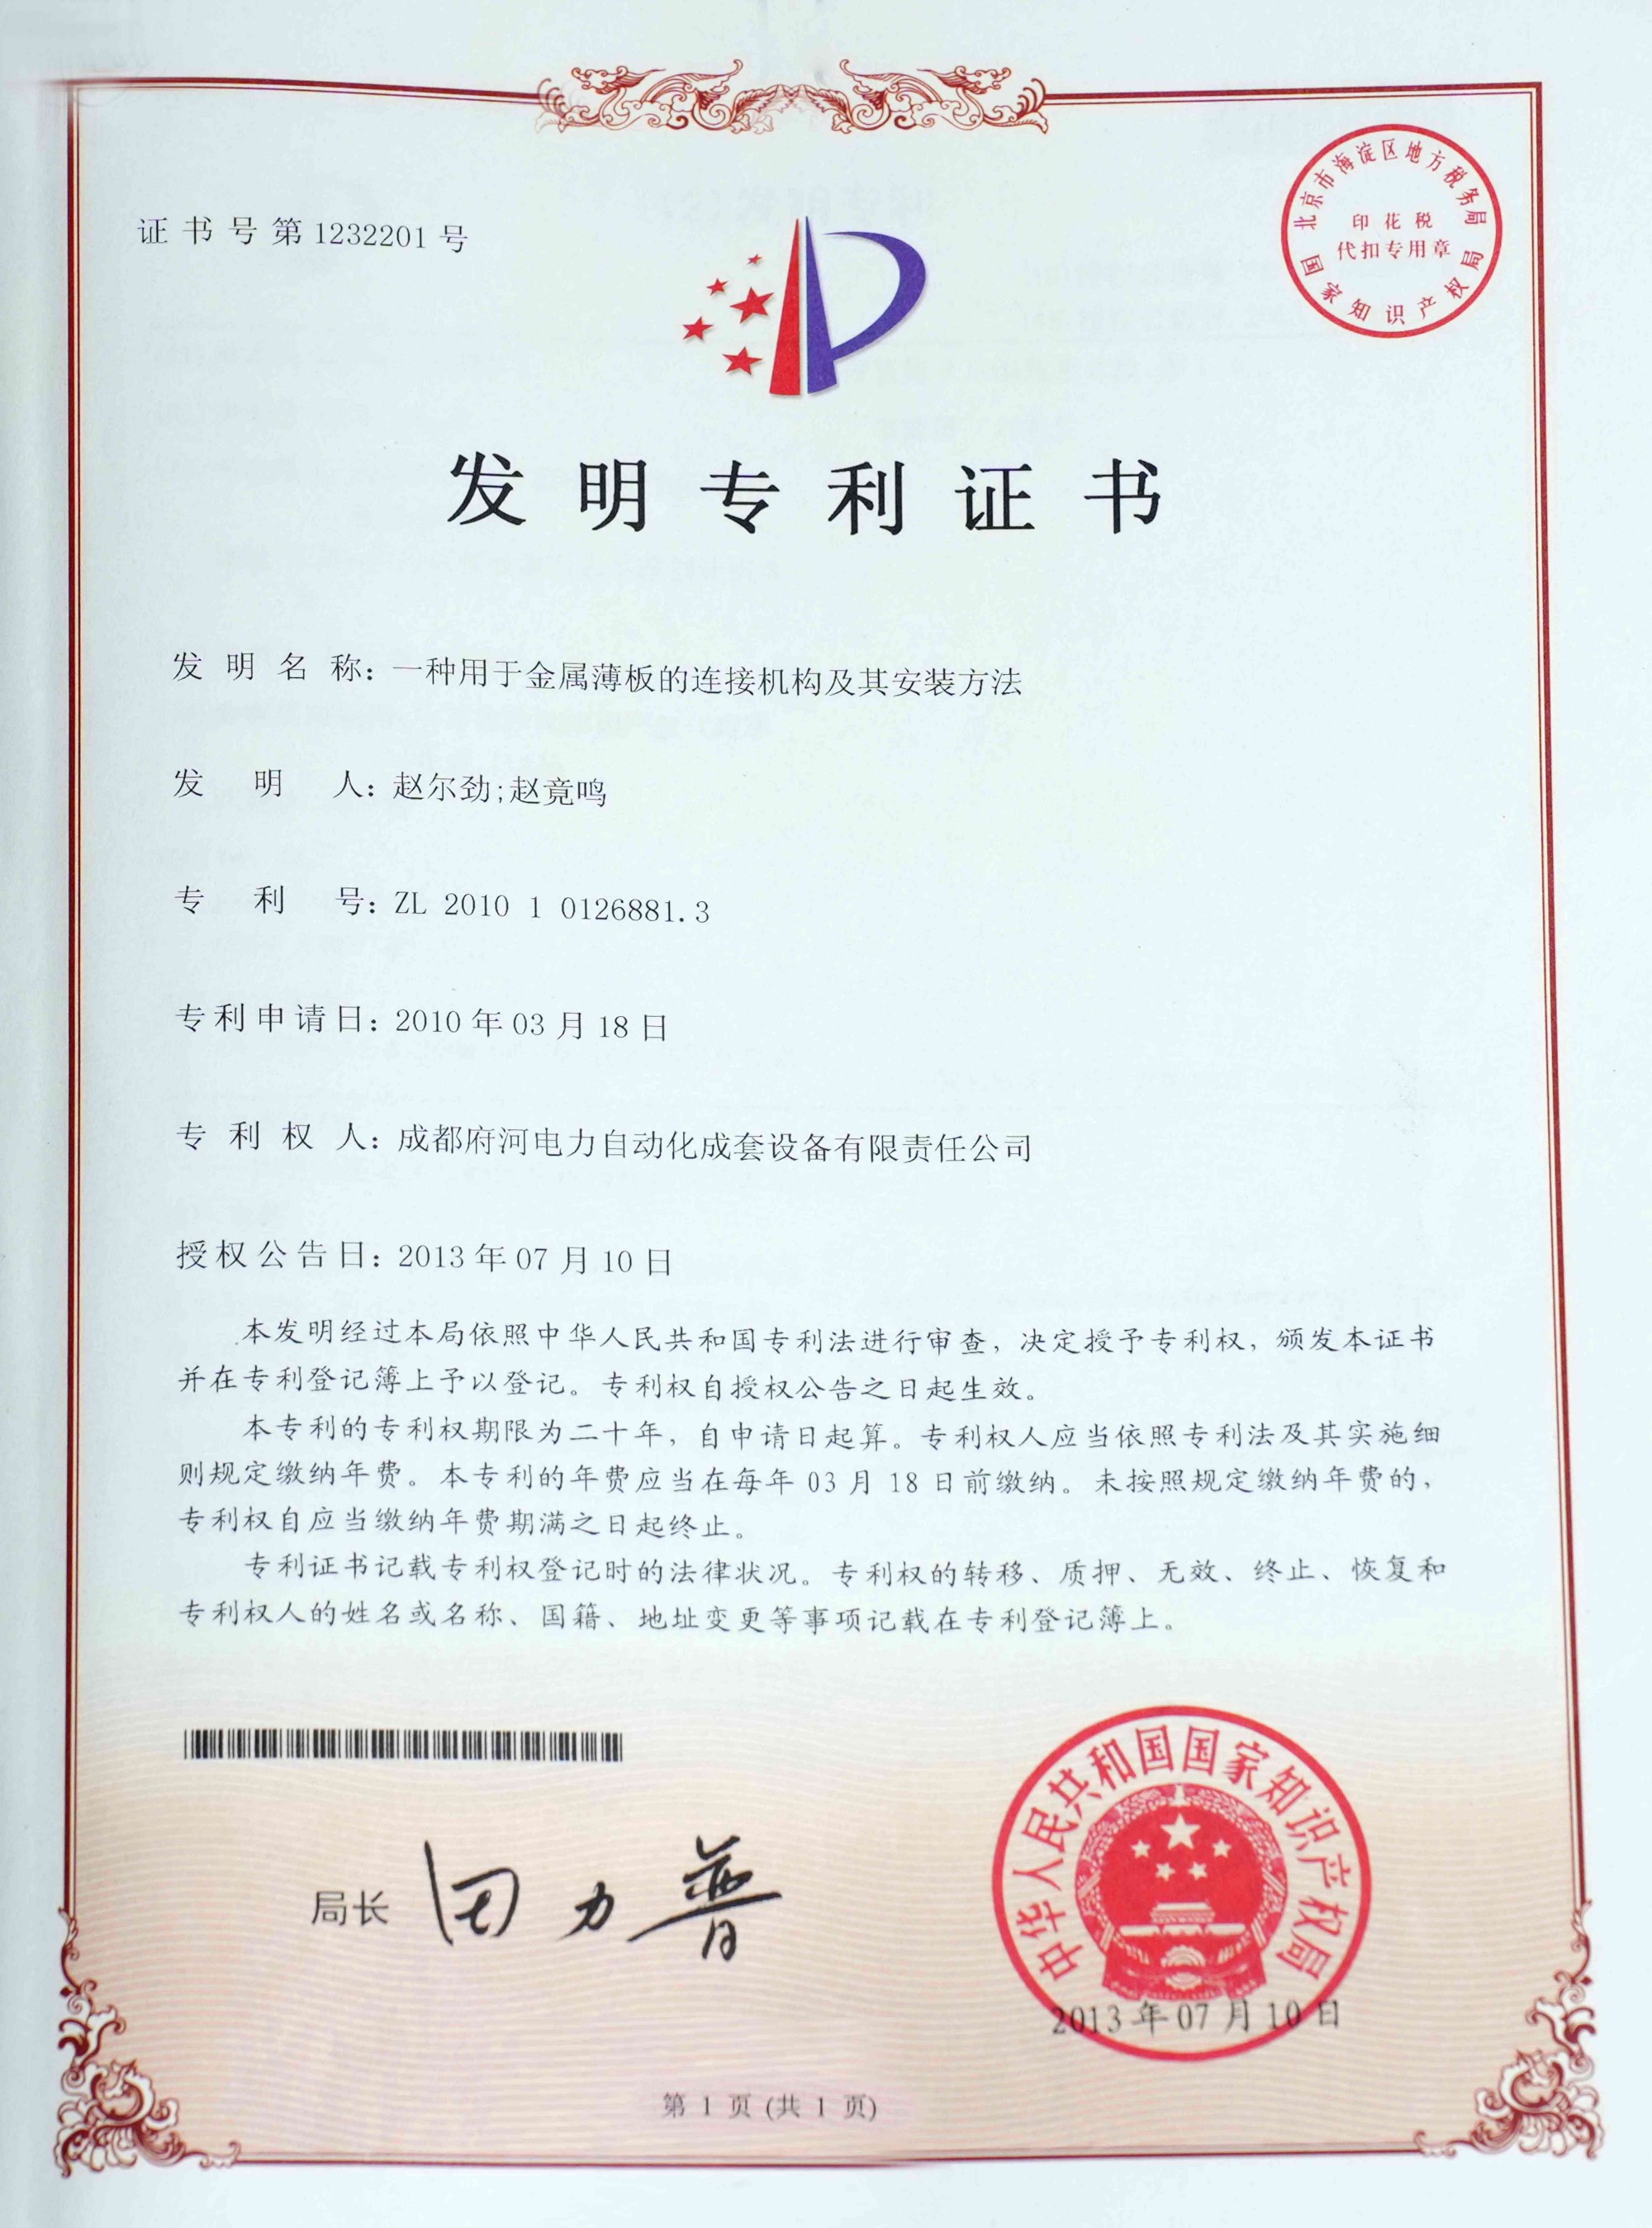 证书号第1232201号
北京市海淀区地方税务局
印花税
代扣专用章
国家知识产权局
发明专利证书
发明名称：一种用于金属薄板的连接机构及其安装方法
发明人：赵尔劲;赵竟鸣
专利号：ZL 2010 1 0126881.3
专利申请日：2010年03月18日
专利权人：成都府河电力自动化成套设备有限责任公司
授权公告日：2013年07月10日
本发明经过本局依照中华人民共和国专利法进行审查，决定授予专利权，颁发本证书
并在专利登记簿上予以登记。专利权自授权公告之日起生效。
本专利的专利权期限为二十年，自申请日起算。专利权人应当依照专利法及其实施细
则规定缴纳年费。本专利的年费应当在每年03月18日前缴纳。未按照规定缴纳年费的，
专利权自应当缴纳年费期满之日起终止。
专利证书记载专利权登记时的法律状况。专利权的转移、质押、无效、终止、恢复和
专利权人的姓名或名称、国籍、地址变更等事项记载在专利登记簿上。
局长 田力普
中华人民共和国国家知识产权局
2013年07月10日
第1页(共1页)